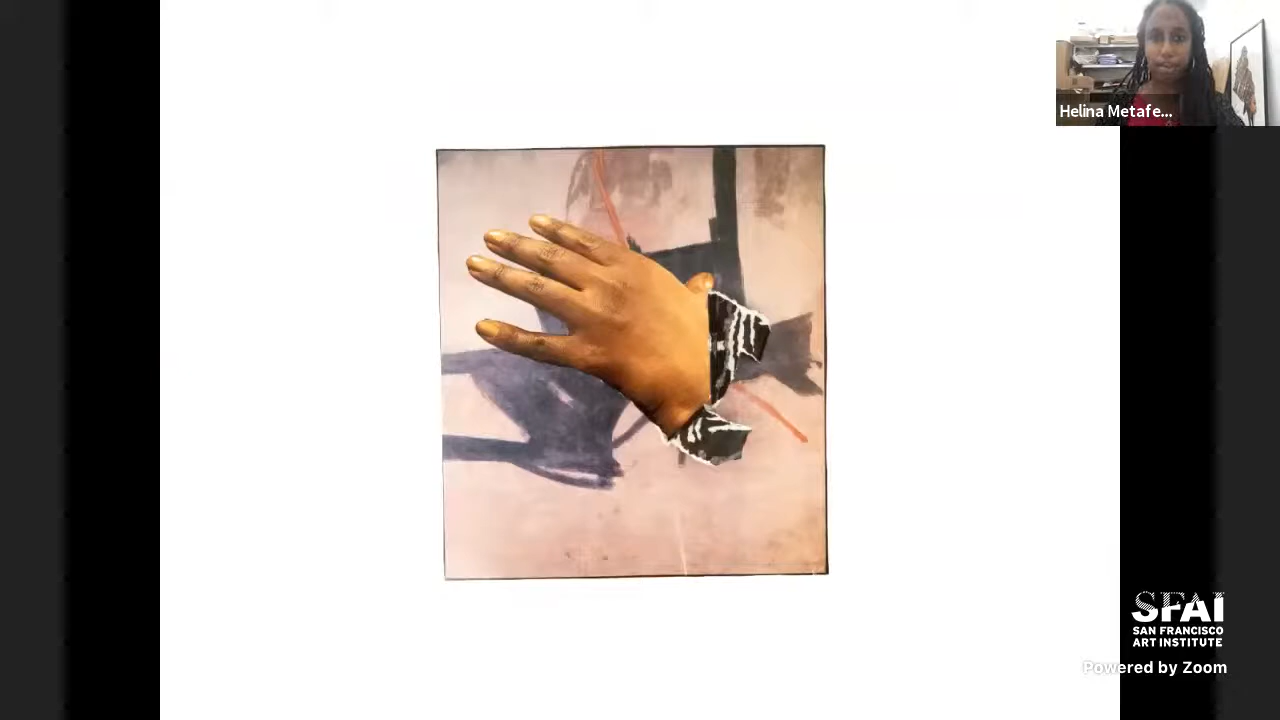 Helina Metafe...
SFAI
SAN FRANCISCO
ART INSTITUTE
Powered by Zoom